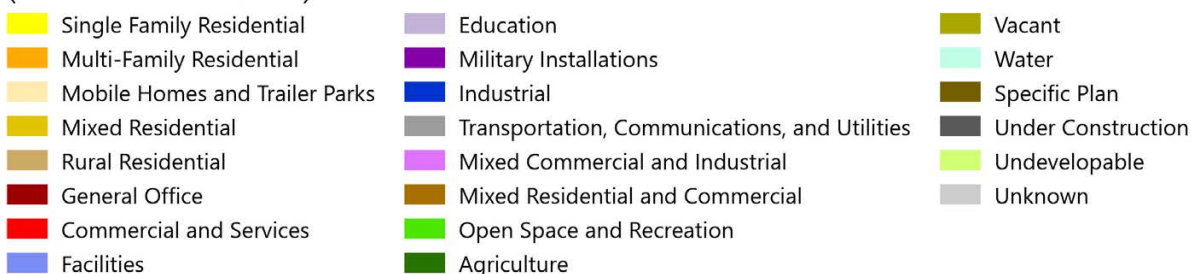 Single Family Residential
Multi-Family Residential
Mobile Homes and Trailer Parks
Mixed Residential
Rural Residential
General Office
Commercial and Services
Facilities
Education
Military Installations
Industrial
Transportation, Communications, and Utilities
Mixed Commercial and Industrial
Mixed Residential and Commercial
Open Space and Recreation
Agriculture
Vacant
Water
Specific Plan
Under Construction
Undevelopable
Unknown